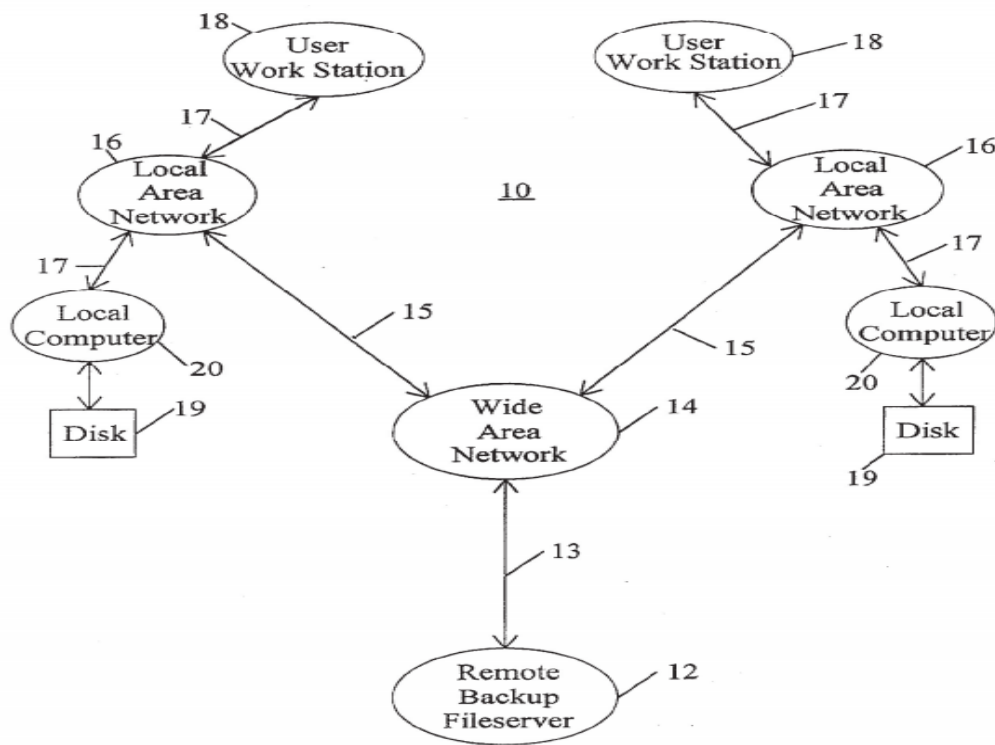 18
User
Work Station
User
Work Station
18
17
17
16
Local
Area
Network
10
Local
Area
Network
16
17
17
Local
Computer
20
15
15
Local
Computer
20
Disk
19
Wide
Area
Network
14
Disk
19
13
Remote
Backup
Fileserver
12